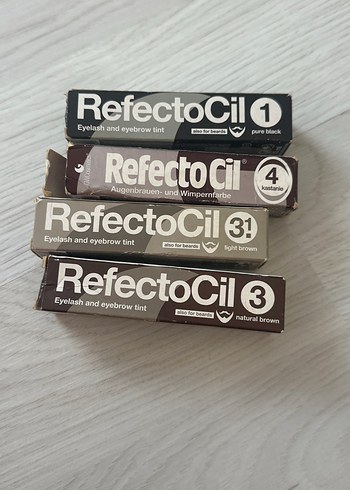 RefectoCil 1
Eyelash and eyebrow tint also for beards pure black
RefectoCil® 4
kastanie
Augenbrauen- und Wimpernfarbe
RefectoCil 3.1
Eyelash and eyebrow tint also for beards light brown
RefectoCil 3
Eyelash and eyebrow tint also for beards natural brown